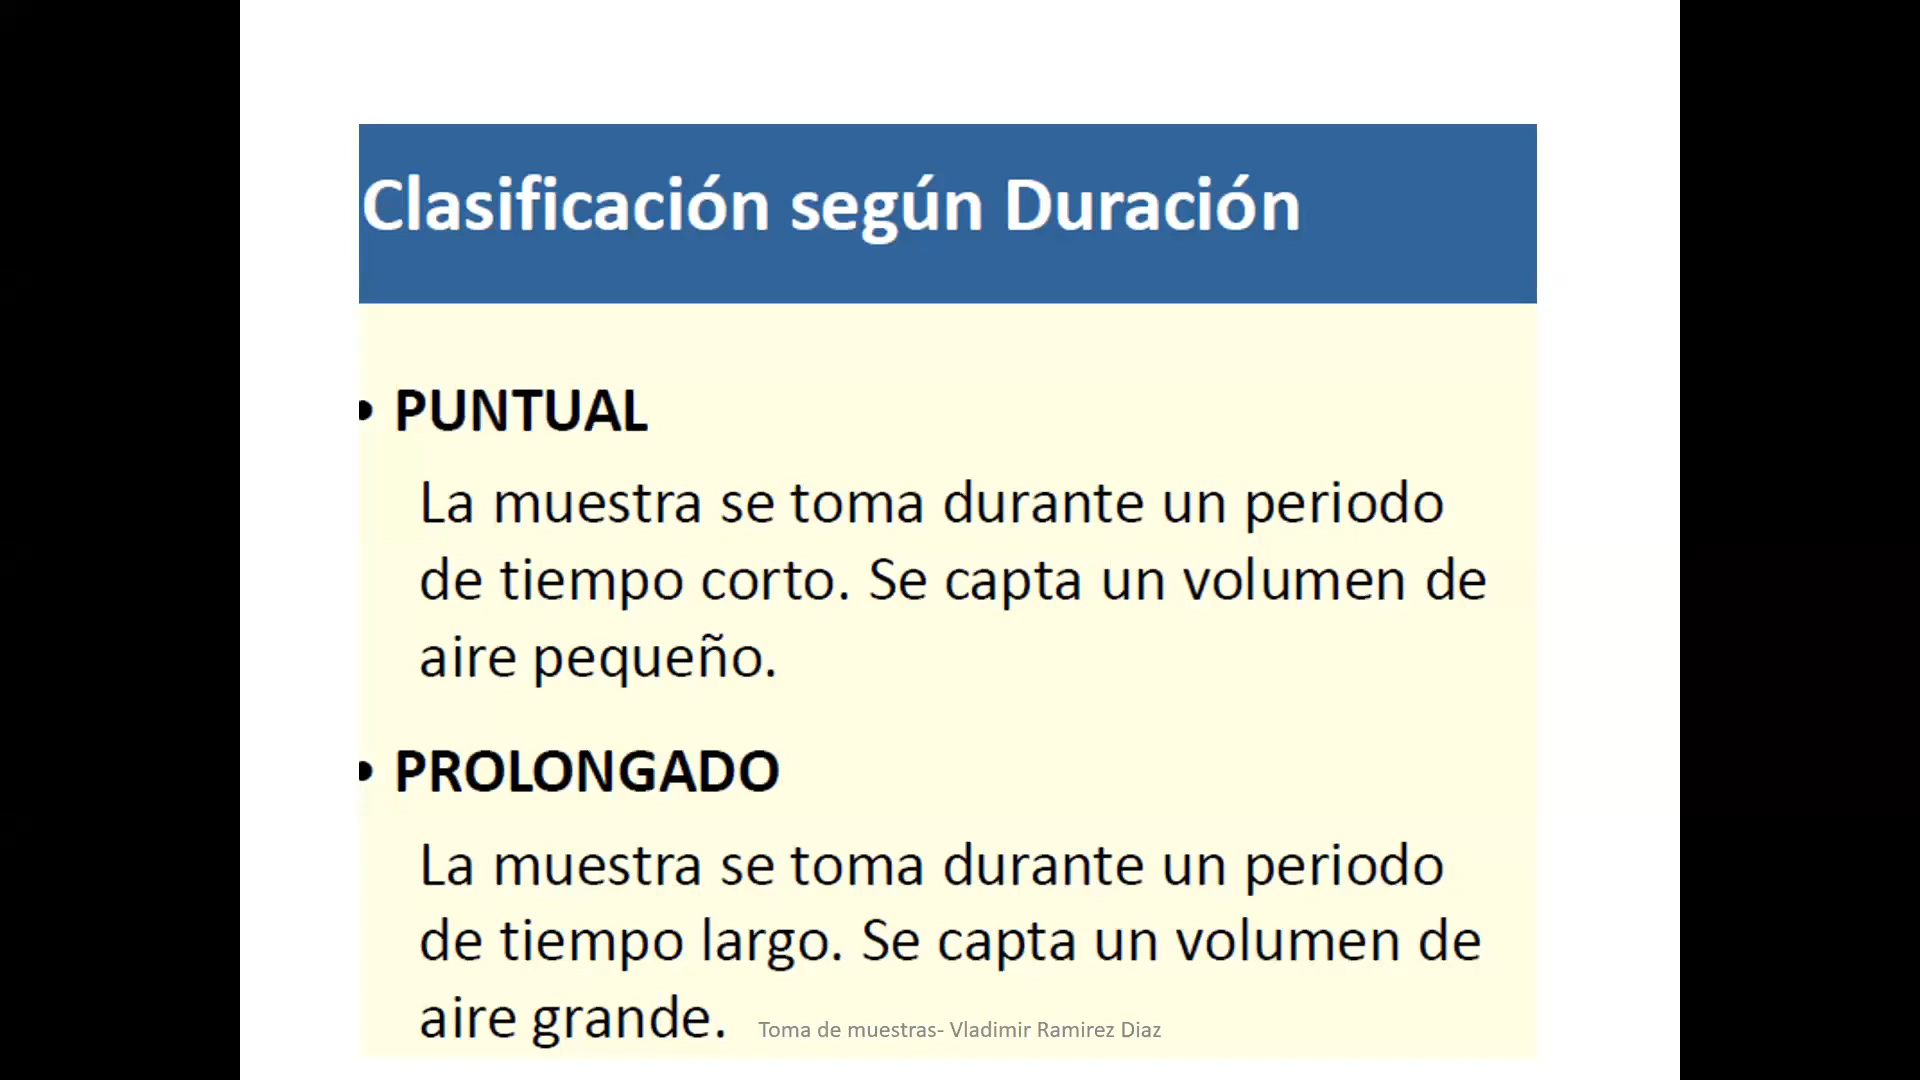 Clasificación según Duración
• PUNTUAL
La muestra se toma durante un periodo
de tiempo corto. Se capta un volumen de
aire pequeño.
• PROLONGADO
La muestra se toma durante un periodo
de tiempo largo. Se capta un volumen de
aire grande.
Toma de muestras- Vladimir Ramirez Diaz